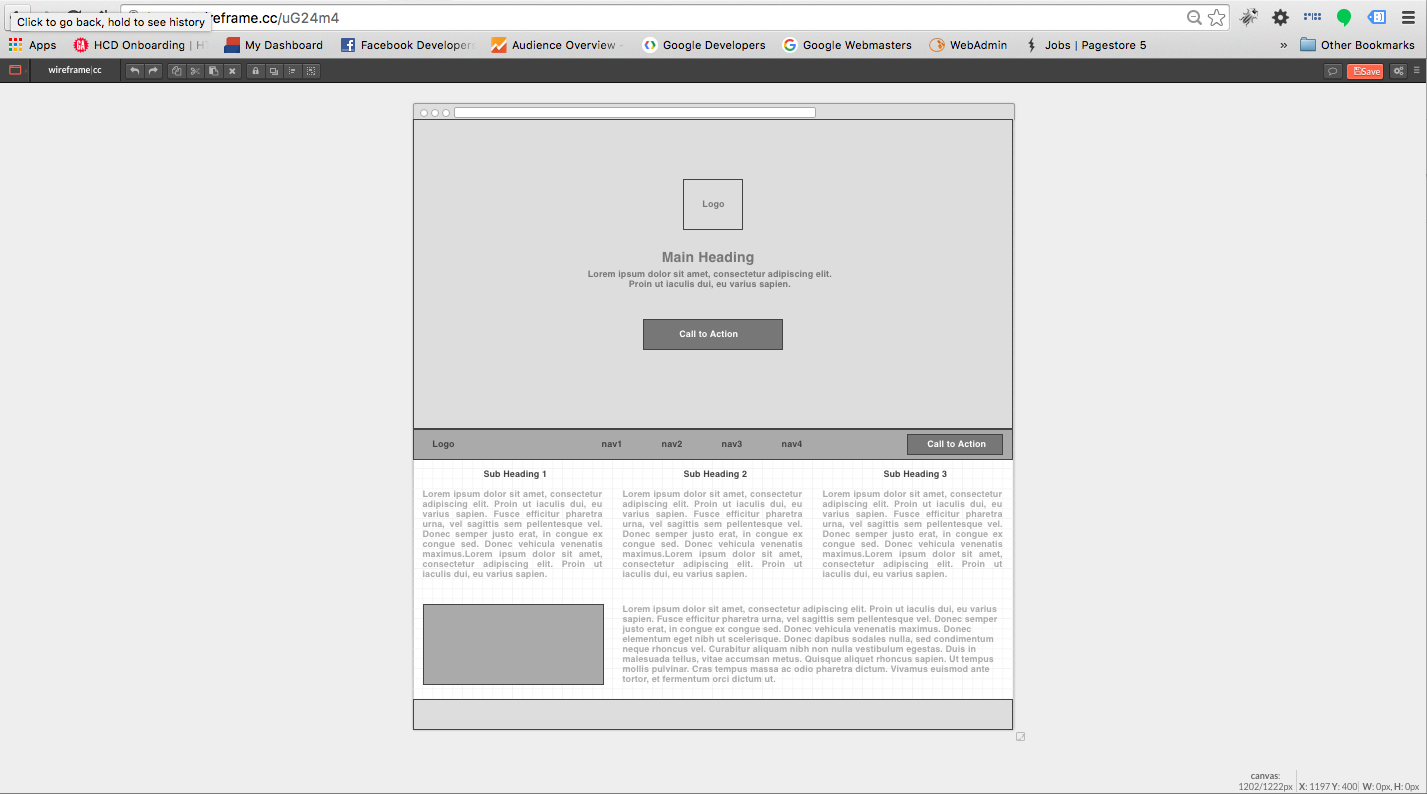 Click to go back, hold to see history
reframe.cc/uG24m4
Apps
HCD Onboarding | H
My Dashboard
Facebook Developer
Audience Overview -
Google Developers
Google Webmasters
WebAdmin
Jobs | Pagestore 5
»
Other Bookmarks
wireframe|cc
Save
Logo
Main Heading
Lorem ipsum dolor sit amet, consectetur adipiscing elit.
Proin ut iaculis dui, eu varius sapien.
Call to Action
Logo
nav1
nav2
nav3
nav4
Call to Action
Sub Heading 1
Lorem ipsum dolor sit amet, consectetur
adipiscing elit. Proin ut iaculis dui, eu
varius sapien. Fusce efficitur pharetra
urna, vel sagittis sem pellentesque vel.
Donec semper justo erat, in congue ex
congue sed. Donec vehicula venenatis
maximus.Lorem ipsum dolor sit amet,
consectetur adipiscing elit. Proin ut
iaculis dui, eu varius sapien.
Sub Heading 2
Lorem ipsum dolor sit amet, consectetur
adipiscing elit. Proin ut iaculis dui, eu
varius sapien. Fusce efficitur pharetra
urna, vel sagittis sem pellentesque vel.
Donec semper justo erat, in congue ex
congue sed. Donec vehicula venenatis
maximus.Lorem ipsum dolor sit amet,
consectetur adipiscing elit. Proin ut
iaculis dui, eu varius sapien.
Sub Heading 3
Lorem ipsum dolor sit amet, consectetur
adipiscing elit. Proin ut iaculis dui, eu
varius sapien. Fusce efficitur pharetra
urna, vel sagittis sem pellentesque vel.
Donec semper justo erat, in congue ex
congue sed. Donec vehicula venenatis
maximus.Lorem ipsum dolor sit amet,
consectetur adipiscing elit. Proin ut
iaculis dui, eu varius sapien.
Lorem ipsum dolor sit amet, consectetur adipiscing elit. Proin ut iaculis dui, eu varius
sapien. Fusce efficitur pharetra urna, vel sagittis sem pellentesque vel. Donec semper
justo erat, in congue ex congue sed. Donec vehicula venenatis maximus. Donec
elementum eget nibh ut scelerisque. Donec dapibus sodales nulla, sed condimentum
neque rhoncus vel. Curabitur aliquam nibh non nulla vestibulum egestas. Duis in
malesuada tellus, vitae accumsan metus. Quisque aliquet rhoncus sapien. Ut tempus
mollis pulvinar. Cras tempus massa ac odio pharetra dictum. Vivamus euismod ante
tortor, et fermentum orci dictum ut.
canvas:
1202/1222px
X: 1197 Y: 400
W: 0px, H: 0px